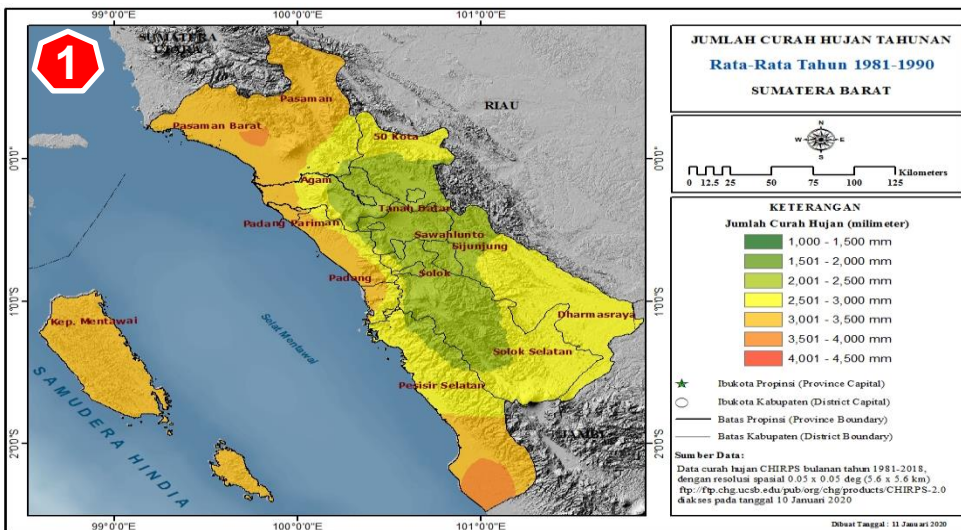 1
99°0'0"E
100°0'0"E
101°0'0"E
SUMATERA
UTARA
RIAU
JAMBI
Pasaman
Pasaman Barat
50 Kota
Agam
Tanah Datar
Padang Pariman
Sawahlunto
Sijunjung
Padang
Solok
Dharmasraya
Solok Selatan
Pesisir Selatan
Kep. Mentawai
Selat Mentawai
SAMUDERA HINDIA
0°0'0"
1°0'0"S
2°0'0"S
0°0'0"
1°0'0"S
2°0'0"S
99°0'0"E
100°0'0"E
101°0'0"E
JUMLAH CURAH HUJAN TAHUNAN
Rata-Rata Tahun 1981-1990
SUMATERA BARAT
N
W E
S
Kilometers
0 12.5 25 50 75 100 125
KETERANGAN
Jumlah Curah Hujan (milimeter)
1,000 - 1,500 mm
1,501 - 2,000 mm
2,001 - 2,500 mm
2,501 - 3,000 mm
3,001 - 3,500 mm
3,501 - 4,000 mm
4,001 - 4,500 mm
Ibukota Propinsi (Province Capital)
Ibukota Kabupaten (District Capital)
Batas Propinsi (Province Boundary)
Batas Kabupaten (District Boundary)
Sumber Data:
Data curah hujan CHIRPS bulanan tahun 1981-2018,
dengan resolusi spasial 0.05 x 0.05 deg (5.6 x 5.6 km)
ftp://ftp.chg.ucsb.edu/pub/org/chg/products/CHIRPS-2.0
diakses pada tanggal 10 Januari 2020
Dibuat Tanggal : 11 Januari 2020